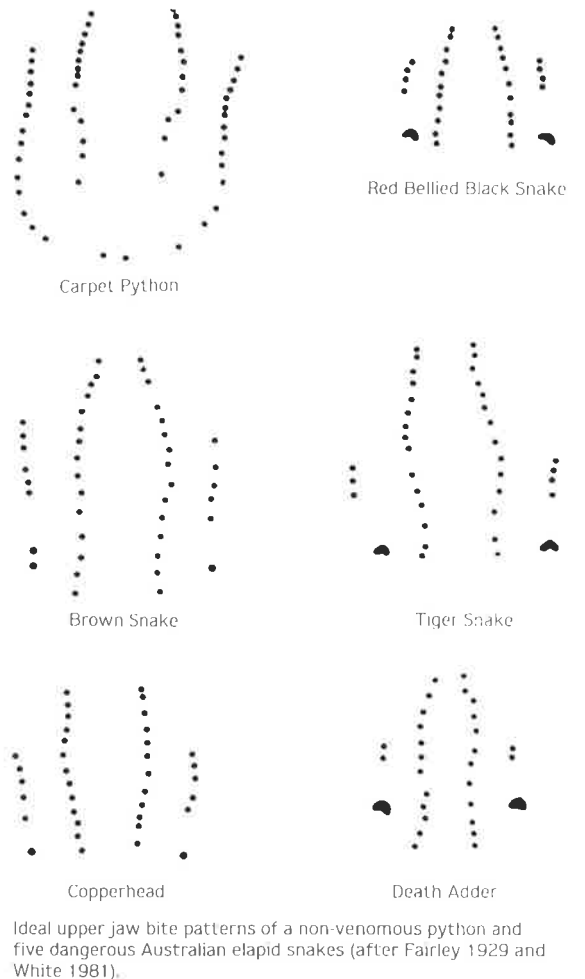 Carpet Python
Red Bellied Black Snake
Brown Snake
Tiger Snake
Copperhead
Death Adder
Ideal upper jaw bite patterns of a non-venomous python and
five dangerous Australian elapid snakes (after Fairley 1929 and
White 1981).